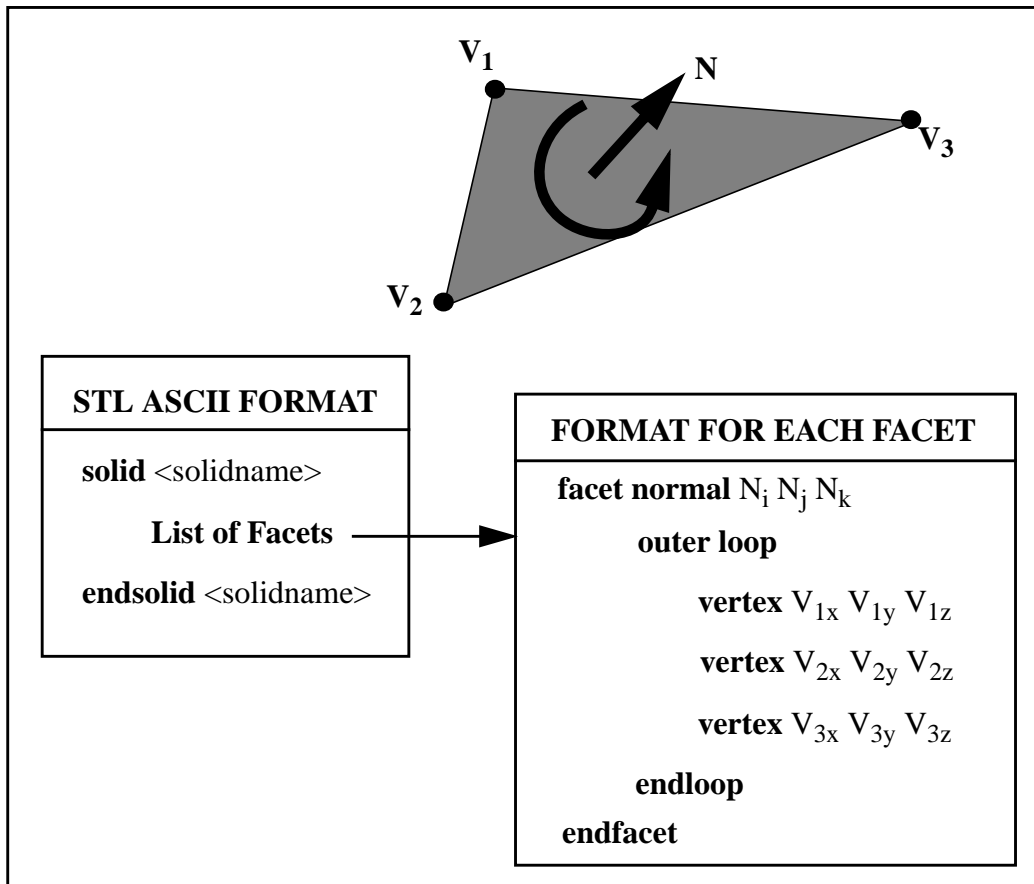 V1
N
V3
V2
STL ASCII FORMAT
solid <solidname>
List of Facets
endsolid <solidname>
FORMAT FOR EACH FACET
facet normal Ni Nj Nk
outer loop
vertex V1x V1y V1z
vertex V2x V2y V2z
vertex V3x V3y V3z
endloop
endfacet